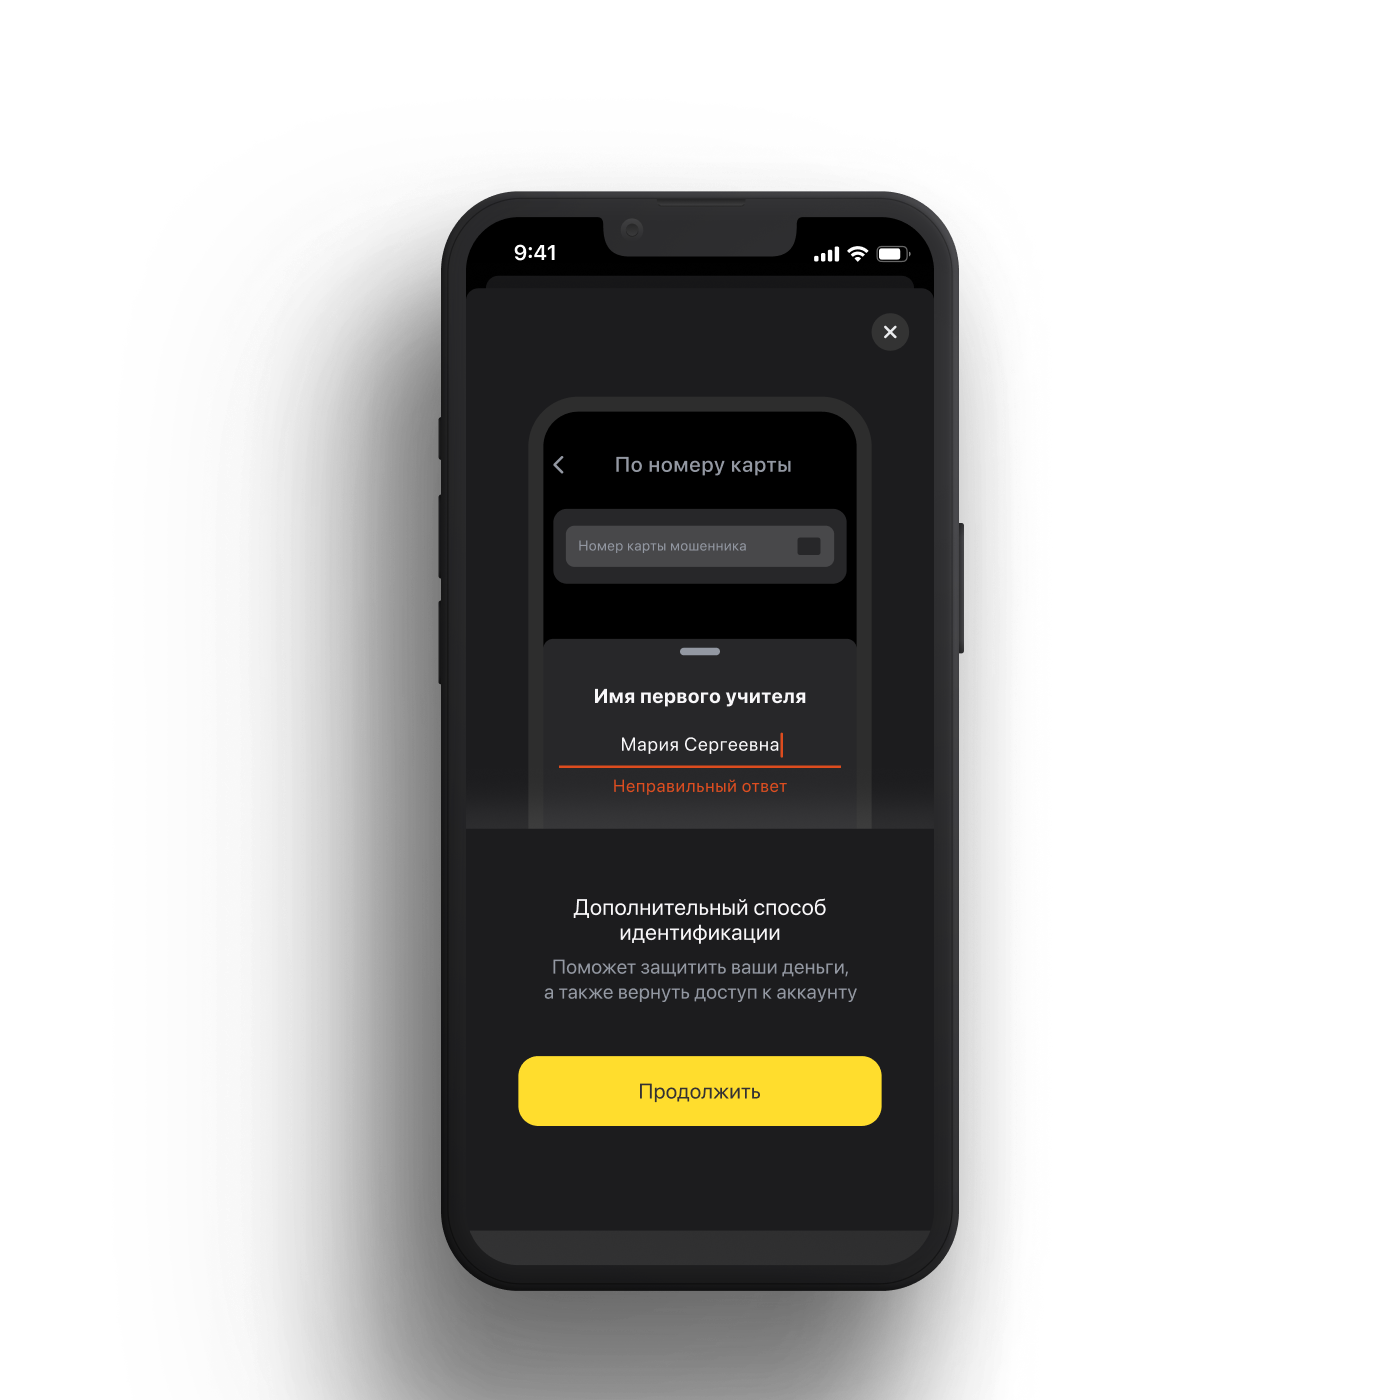 9:41
По номеру карты
Номер карты мошенника
Имя первого учителя
Мария Сергеевна
Неправильный ответ
Дополнительный способ
идентификации
Поможет защитить ваши деньги,
а также вернуть доступ к аккаунту
Продолжить